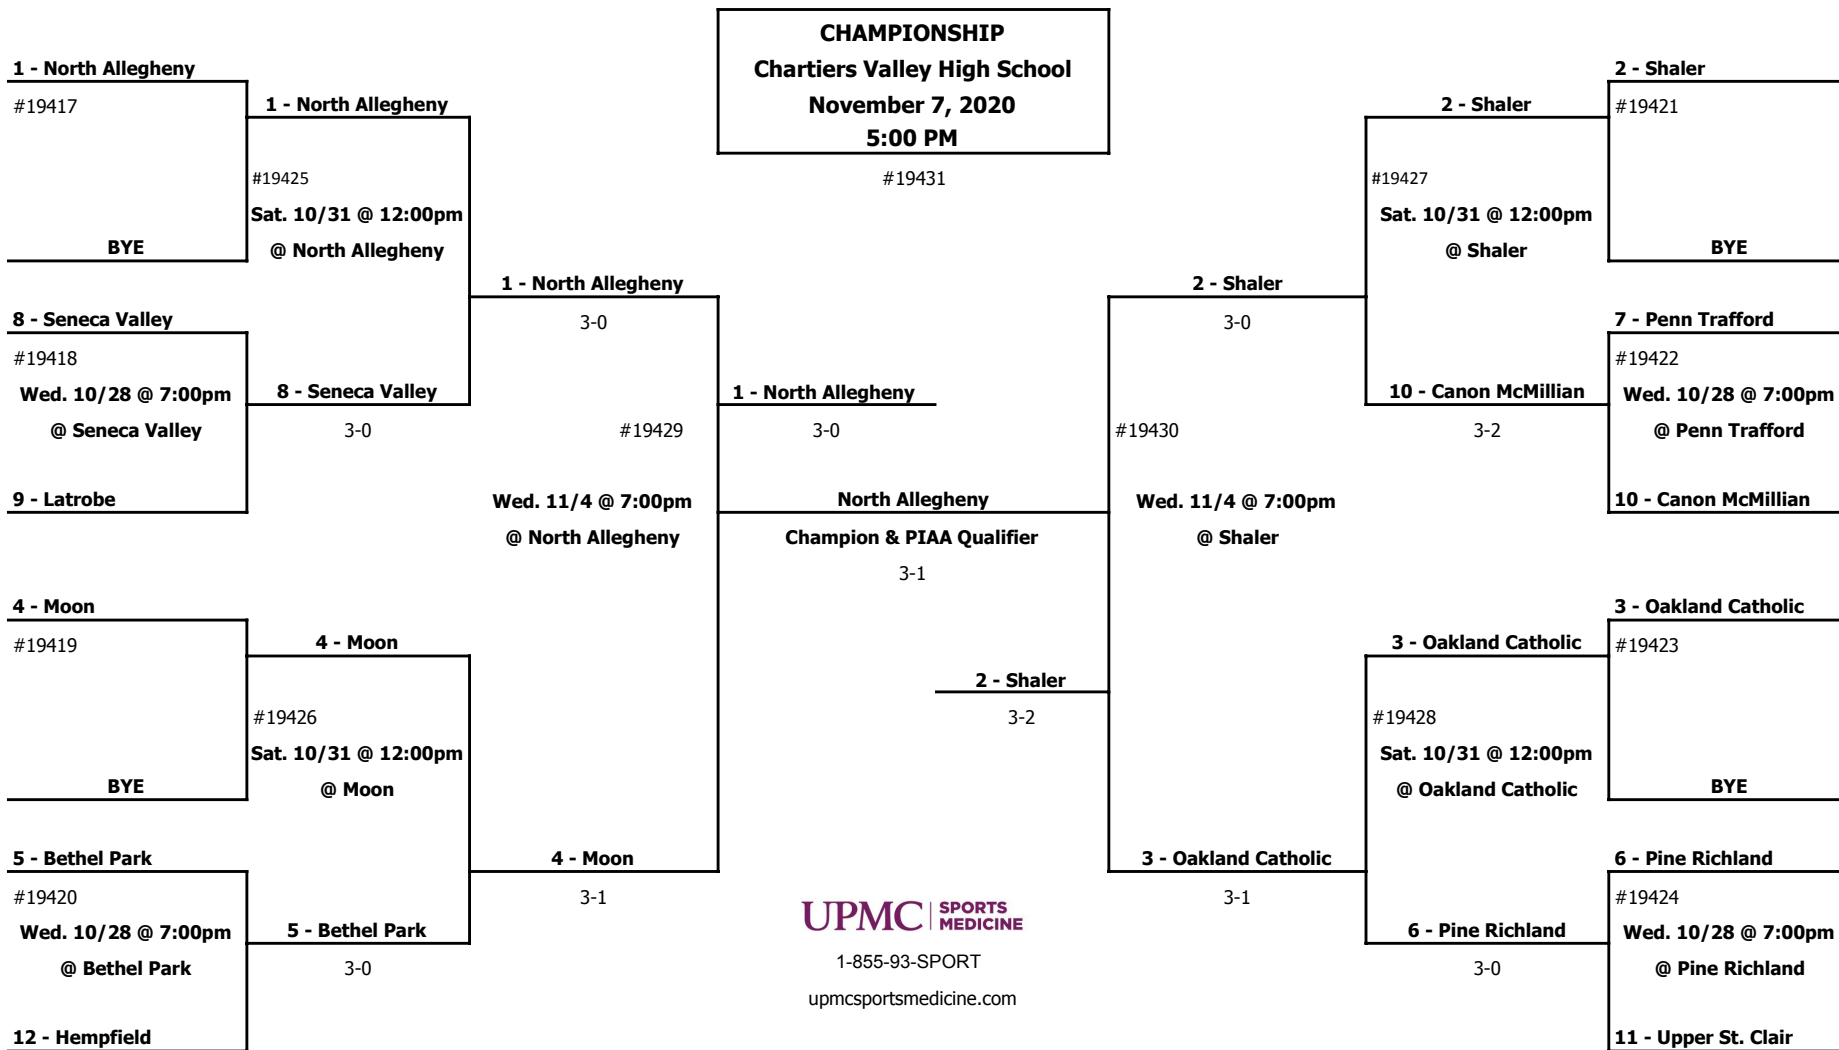 CHAMPIONSHIP
Chartiers Valley High School
November 7, 2020
5:00 PM
#19431
1 - North Allegheny
#19417
BYE
8 - Seneca Valley
#19418
Wed. 10/28 @ 7:00pm
@ Seneca Valley
9 - Latrobe
4 - Moon
#19419
BYE
5 - Bethel Park
#19420
Wed. 10/28 @ 7:00pm
@ Bethel Park
12 - Hempfield
1 - North Allegheny
#19425
Sat. 10/31 @ 12:00pm
@ North Allegheny
8 - Seneca Valley
3-0
4 - Moon
#19426
Sat. 10/31 @ 12:00pm
@ Moon
5 - Bethel Park
3-0
1 - North Allegheny
3-0
#19429
Wed. 11/4 @ 7:00pm
@ North Allegheny
4 - Moon
3-1
1 - North Allegheny
3-0
North Allegheny
Champion & PIAA Qualifier
3-1
2 - Shaler
3-2
UPMC | SPORTS
MEDICINE
1-855-93-SPORT
upmcsportsmedicine.com
2 - Shaler
3-0
#19430
Wed. 11/4 @ 7:00pm
@ Shaler
3 - Oakland Catholic
3-1
2 - Shaler
#19427
Sat. 10/31 @ 12:00pm
@ Shaler
10 - Canon McMillian
3-2
3 - Oakland Catholic
#19428
Sat. 10/31 @ 12:00pm
@ Oakland Catholic
6 - Pine Richland
3-0
2 - Shaler
#19421
BYE
7 - Penn Trafford
#19422
Wed. 10/28 @ 7:00pm
@ Penn Trafford
10 - Canon McMillian
3 - Oakland Catholic
#19423
BYE
6 - Pine Richland
#19424
Wed. 10/28 @ 7:00pm
@ Pine Richland
11 - Upper St. Clair